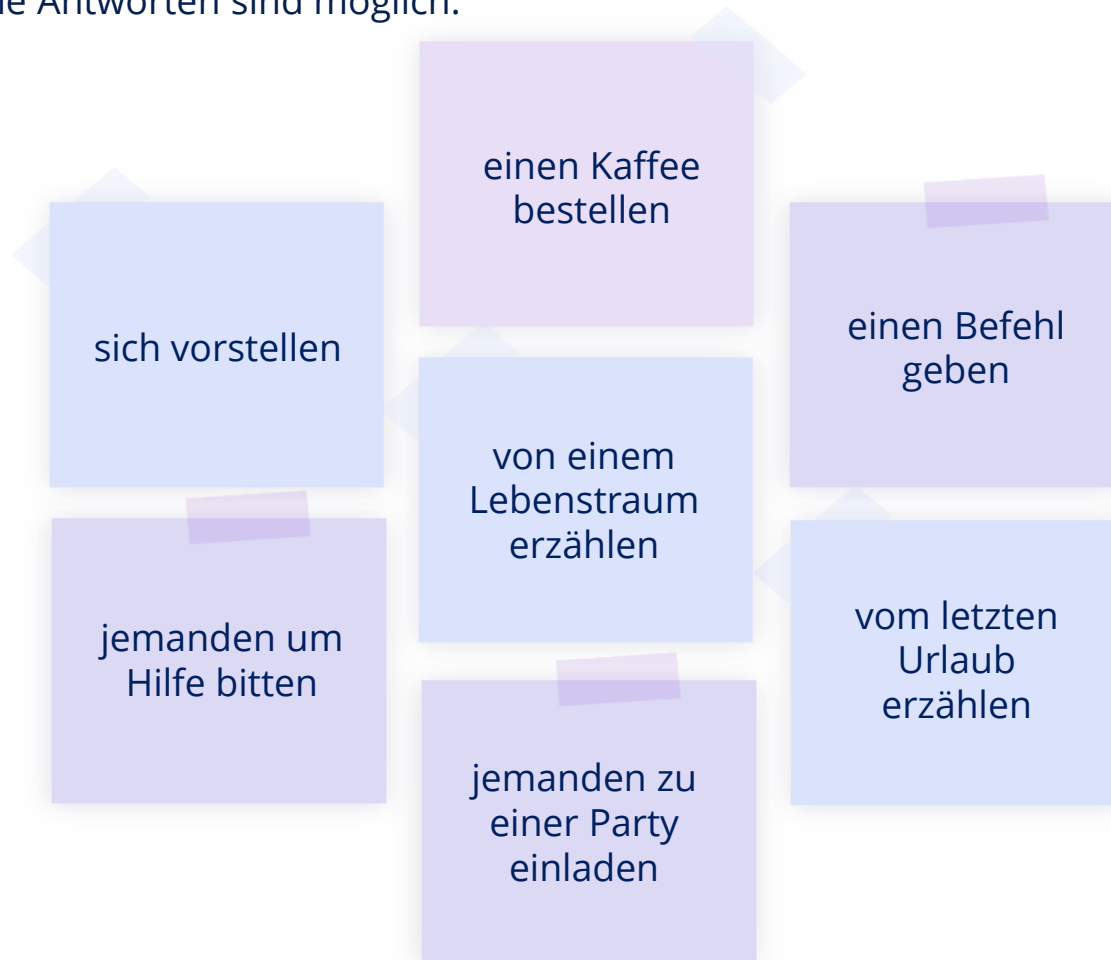 Antworten sind möglich.
einen Kaffee
bestellen
sich vorstellen
einen Befehl
geben
von einem
Lebenstraum
erzählen
jemanden um
Hilfe bitten
vom letzten
Urlaub
erzählen
jemanden zu
einer Party
einladen